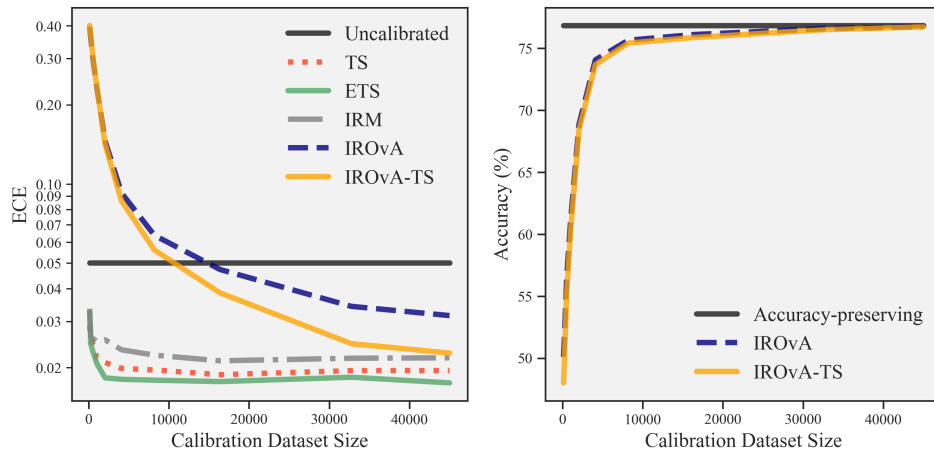 0.40
0.30
0.20
0.10
0.09
0.08
0.07
0.06
0.05
0.04
0.03
0.02
ECE
0
10000
20000
30000
40000
Calibration Dataset Size
Uncalibrated
TS
ETS
IRM
IROvA
IROvA-TS
75
70
65
60
55
50
Accuracy (%)
0
10000
20000
30000
40000
Calibration Dataset Size
Accuracy-preserving
IROvA
IROvA-TS